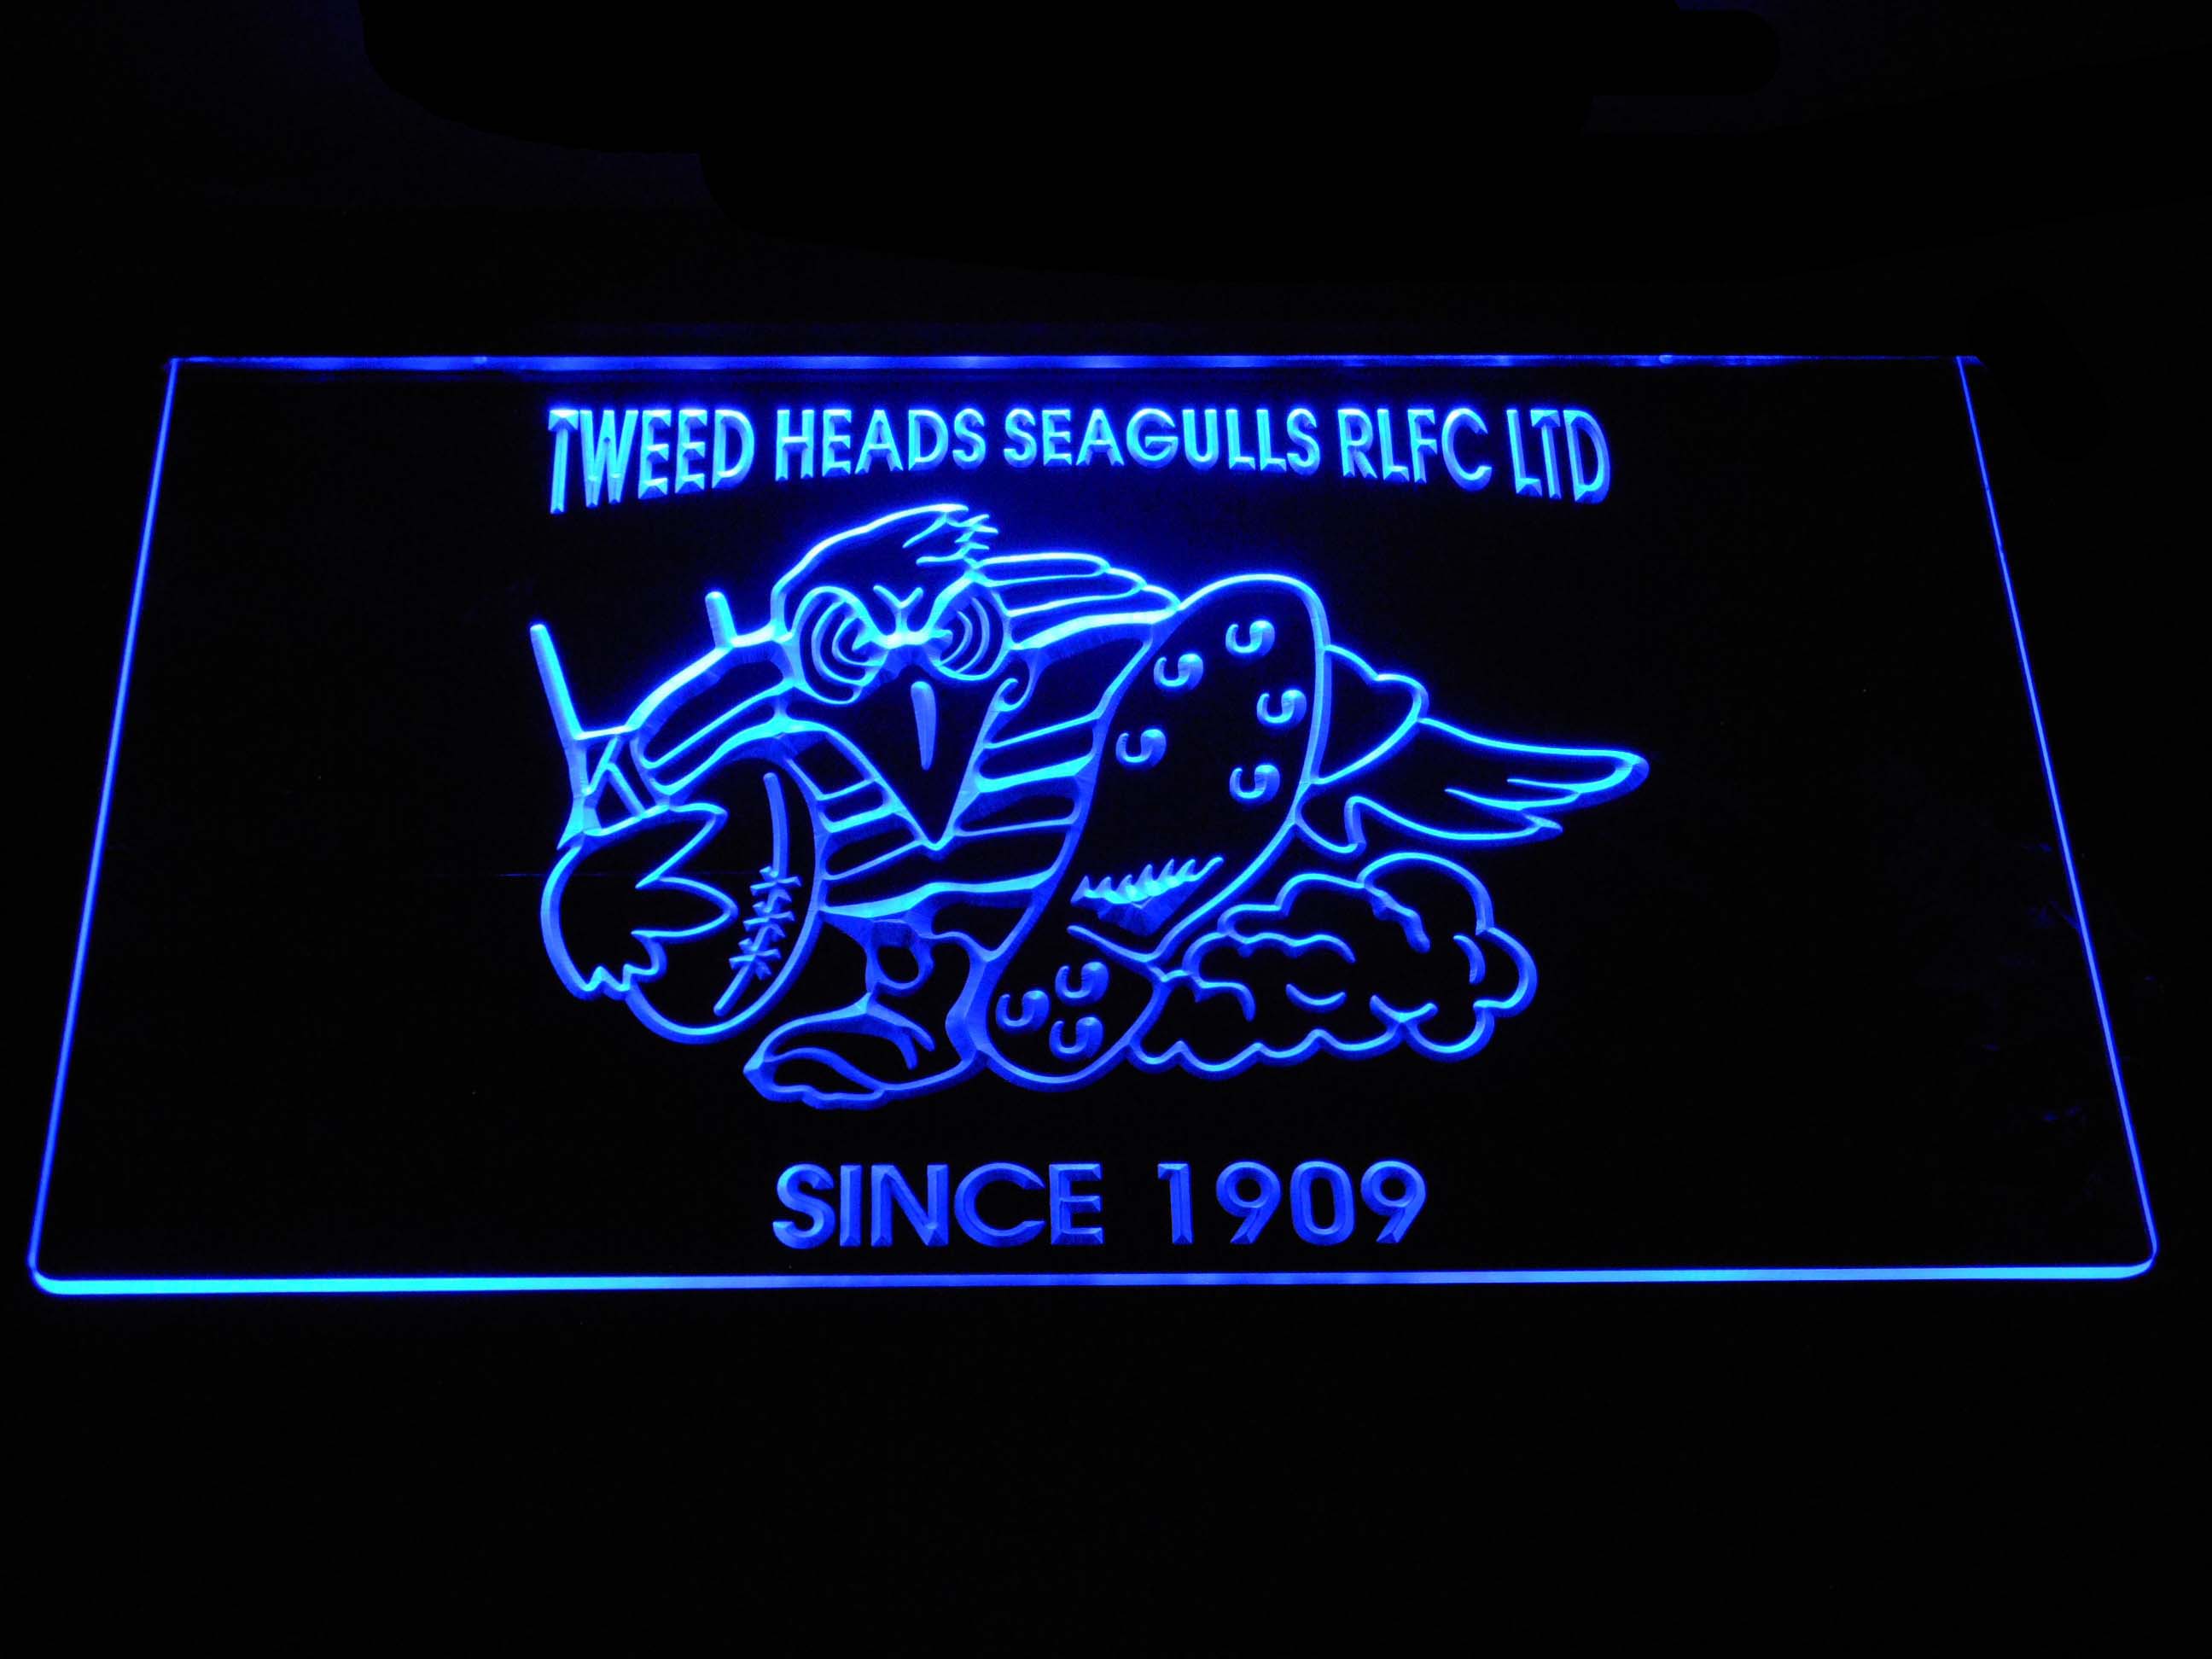 TWEED HEADS SEAGULLS RLFC LTD
SINCE 1909